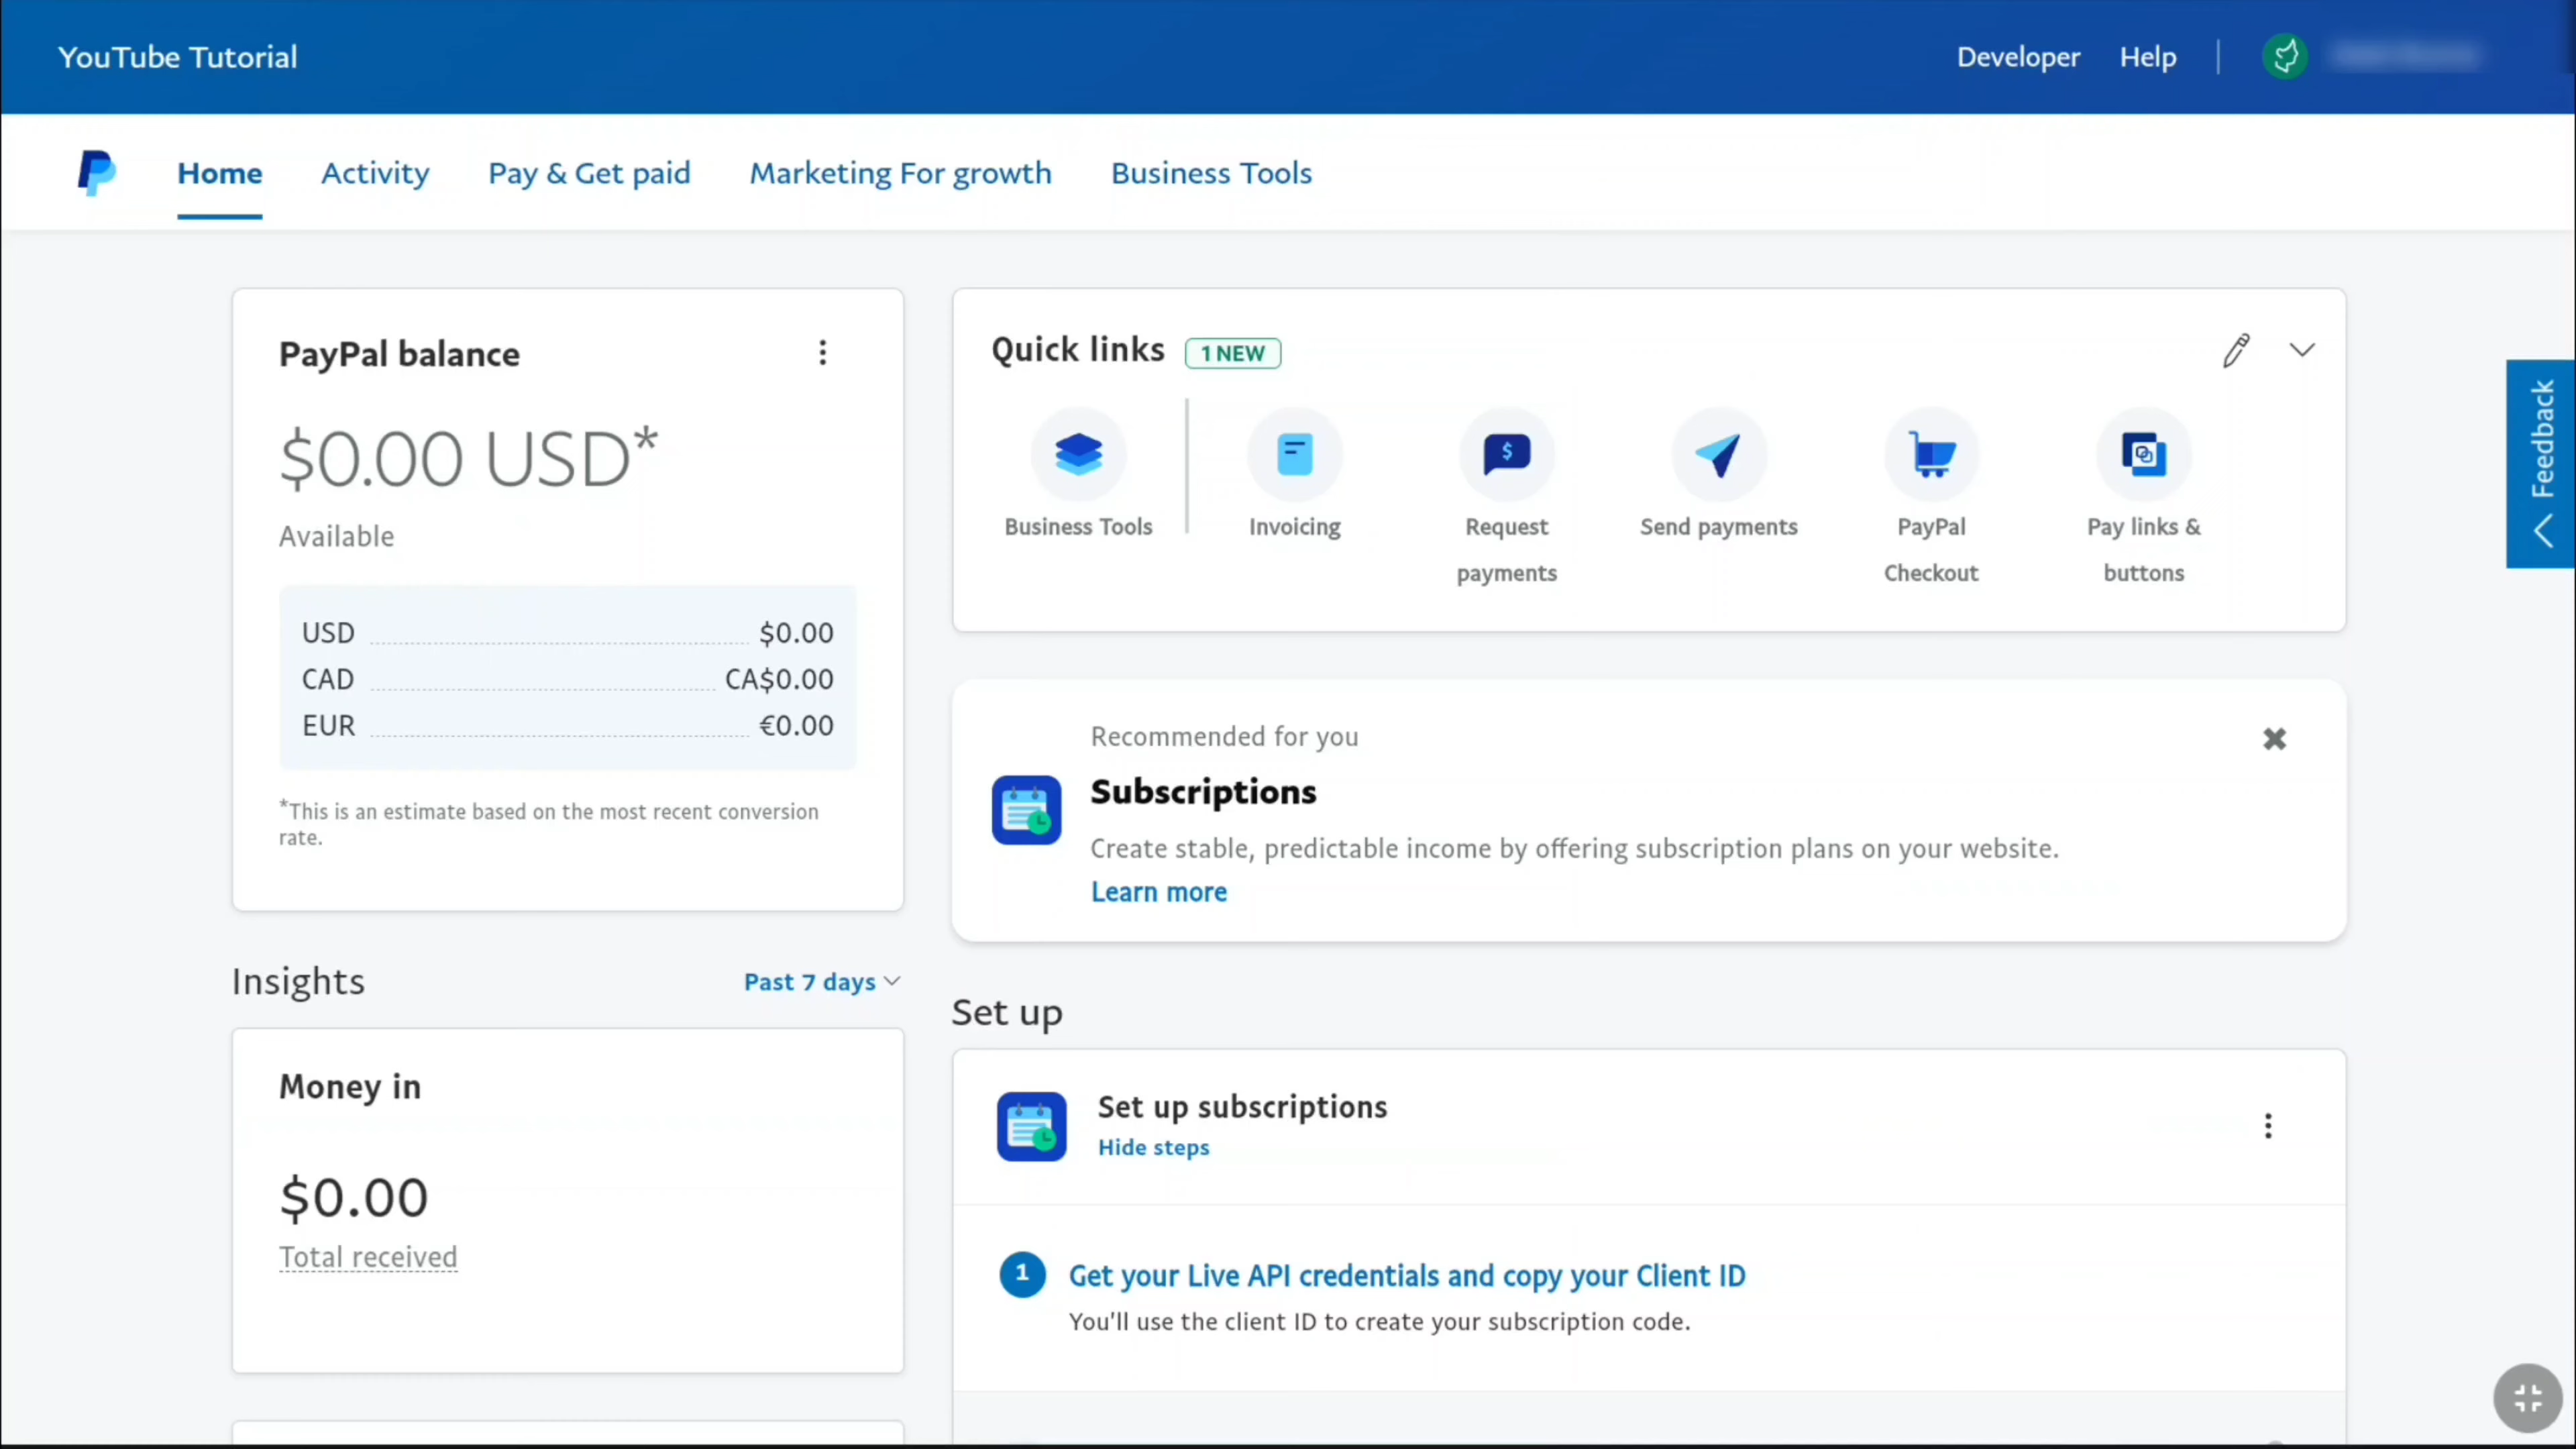 YouTube Tutorial
Developer Help
Home Activity Pay & Get paid Marketing For growth Business Tools
PayPal balance
$0.00 USD*
Available
USD $0.00
CAD CA$0.00
EUR €0.00
*This is an estimate based on the most recent conversion
rate.
Quick links 1 NEW
Business Tools
Invoicing
Request
payments
Send payments
PayPal
Checkout
Pay links &
buttons
Feedback
Recommended for you
Subscriptions
Create stable, predictable income by offering subscription plans on your website.
Learn more
Insights Past 7 days
Money in
$0.00
Total received
Set up
Set up subscriptions
Hide steps
1 Get your Live API credentials and copy your Client ID
You'll use the client ID to create your subscription code.